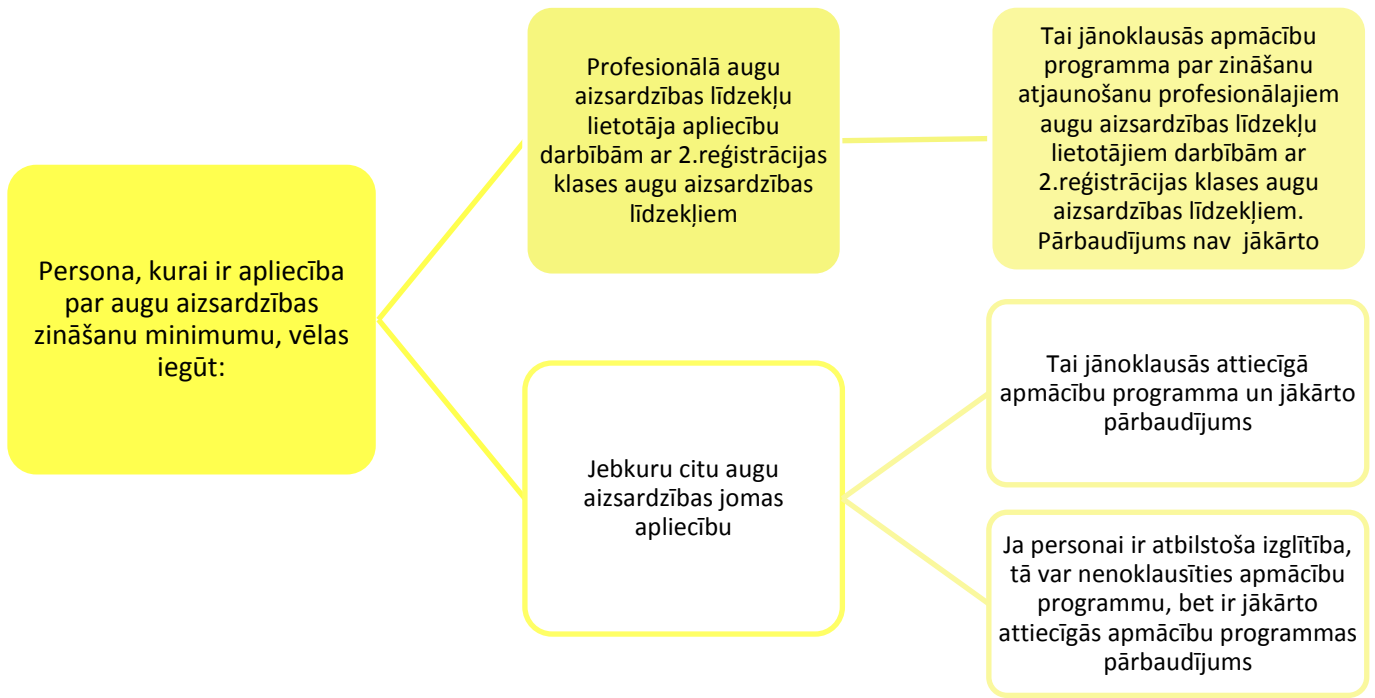 Persona, kurai ir apliecība
par augu aizsardzības
zināšanu minimumu, vēlas
iegūt:
Profesionālā augu
aizsardzības līdzekļu
lietotāja apliecību
darbībām ar 2.reģistrācijas
klases augu aizsardzības
līdzekļiem
Tai jānoklausās apmācību
programma par zināšanu
atjaunošanu profesionālajiem
augu aizsardzības līdzekļu
lietotājiem darbībām ar
2.reģistrācijas klases augu
aizsardzības līdzekļiem.
Pārbaudījums nav jākārto
Jebkuru citu augu
aizsardzības jomas
apliecību
Tai jānoklausās attiecīgā
apmācību programma un jākārto
pārbaudījums
Ja personai ir atbilstoša izglītība,
tā var nenoklausīties apmācību
programmu, bet ir jākārto
attiecīgās apmācību programmas
pārbaudījums